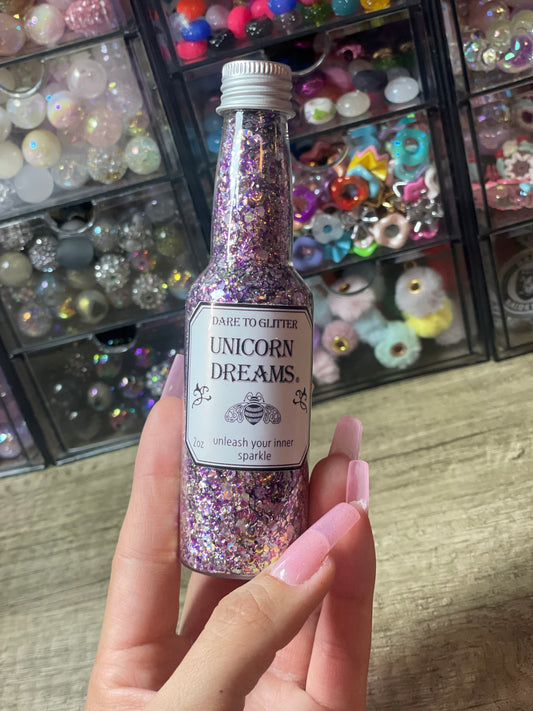 DARE TO GLITTER
UNICORN
DREAMS®
2oz unleash your inner
sparkle